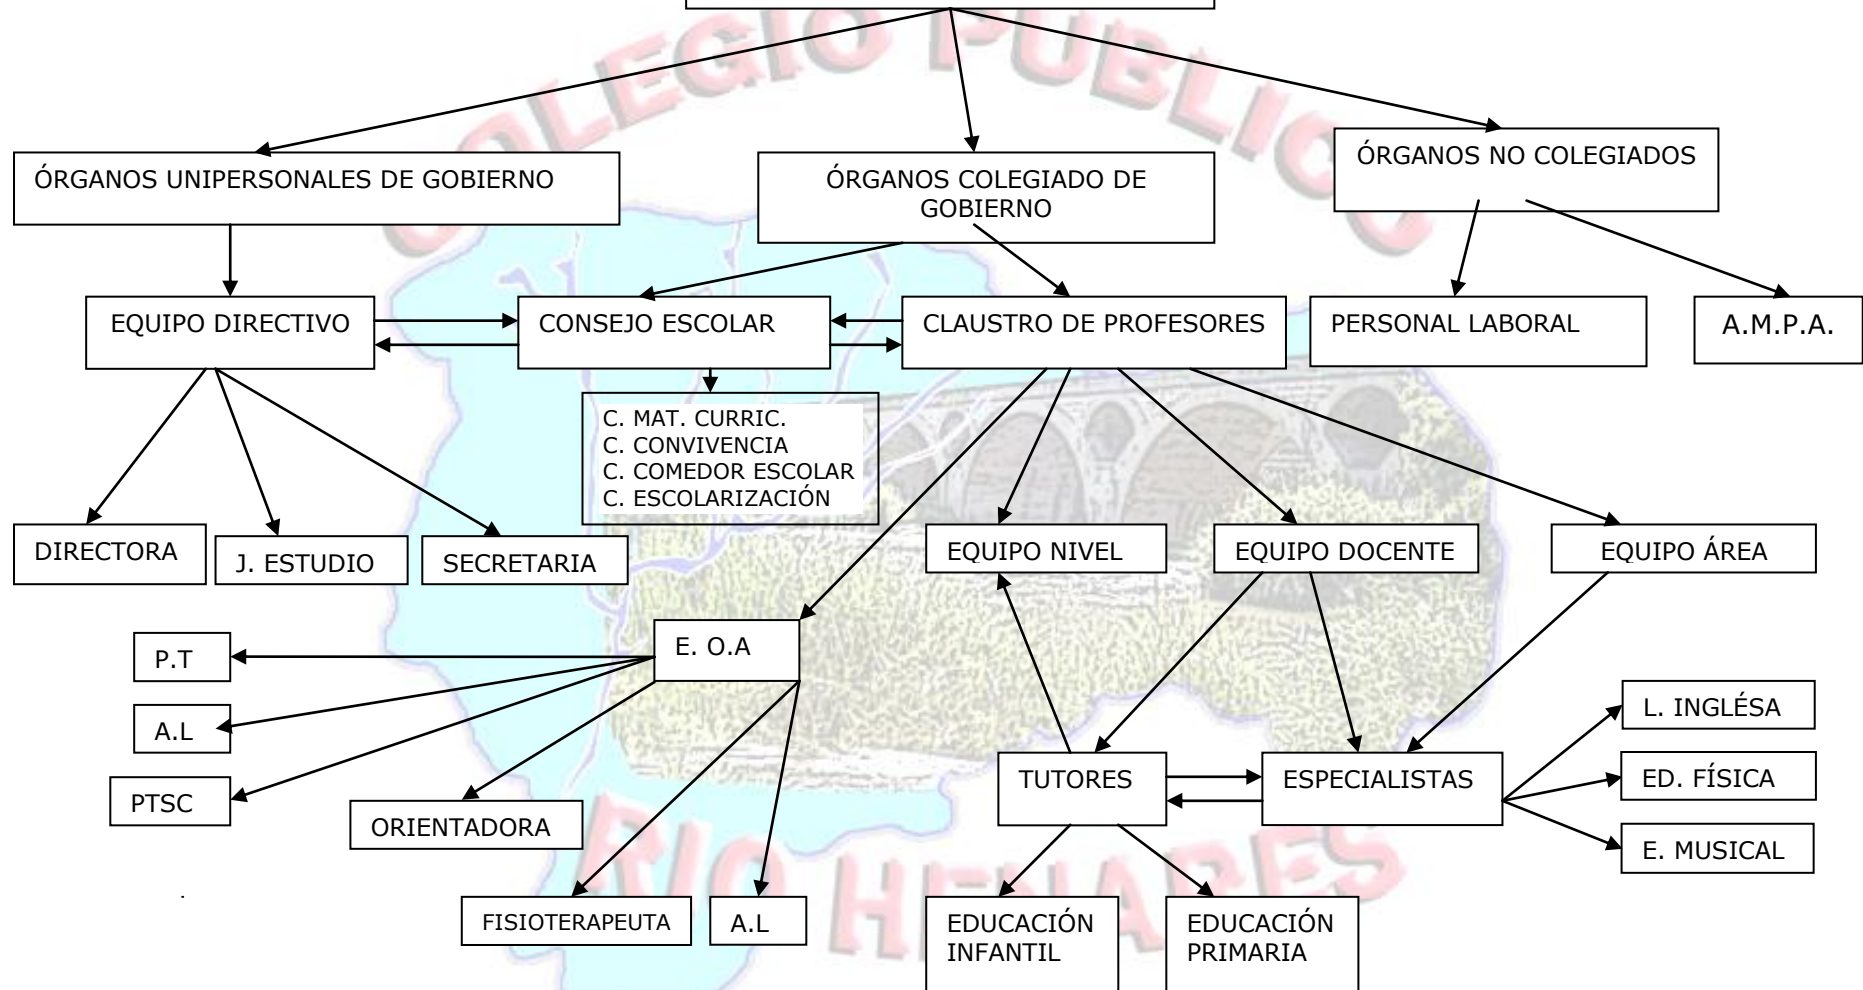 COLEGIO PUBLICO
ÓRGANOS UNIPERSONALES DE GOBIERNO
ÓRGANOS COLEGIADO DE
GOBIERNO
ÓRGANOS NO COLEGIADOS
EQUIPO DIRECTIVO
CONSEJO ESCOLAR
CLAUSTRO DE PROFESORES
PERSONAL LABORAL
A.M.P.A.
C. MAT. CURRIC.
C. CONVIVENCIA
C. COMEDOR ESCOLAR
C. ESCOLARIZACIÓN
DIRECTORA
J. ESTUDIO
SECRETARIA
EQUIPO NIVEL
EQUIPO DOCENTE
EQUIPO ÁREA
E. O.A
P.T
A.L
PTSC
ORIENTADORA
FISIOTERAPEUTA
A.L
TUTORES
ESPECIALISTAS
L. INGLÉSA
ED. FÍSICA
E. MUSICAL
EDUCACIÓN
INFANTIL
EDUCACIÓN
PRIMARIA
RIO HENARES